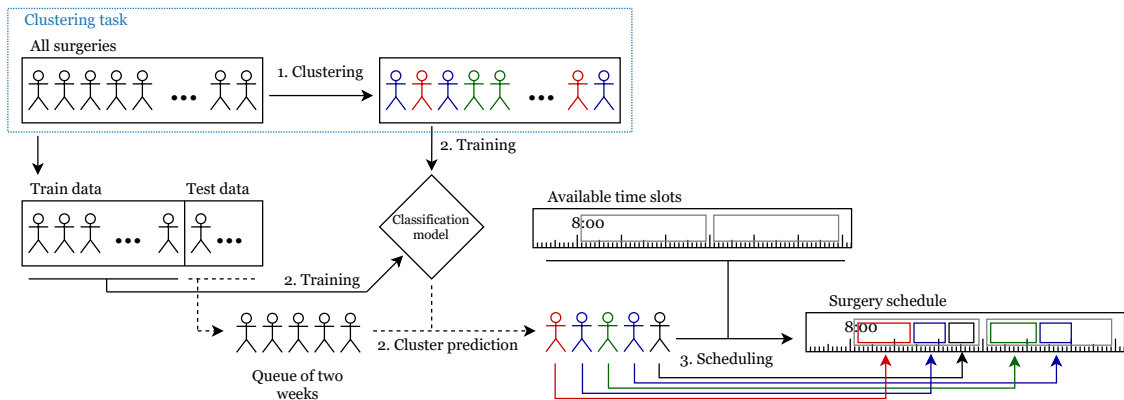 Clustering task
All surgeries
1. Clustering
2. Training
Train data
Test data
Classification
model
Available time slots
8:00
2. Training
Surgery schedule
8:00
2. Cluster prediction
3. Scheduling
Queue of two
weeks